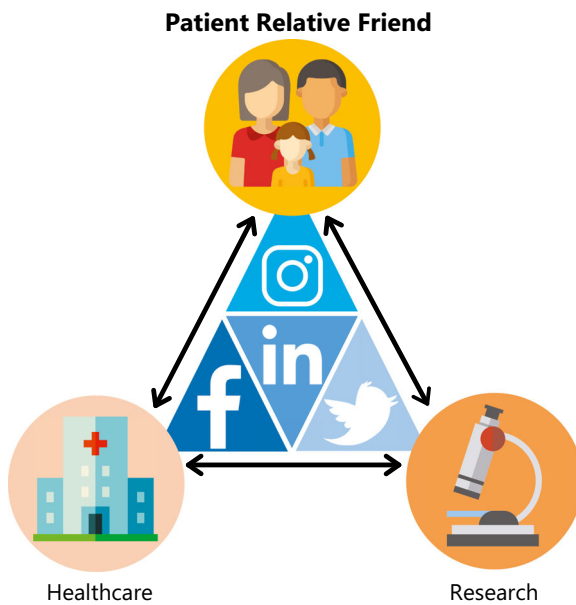 Patient Relative Friend
in
f
Healthcare
Research